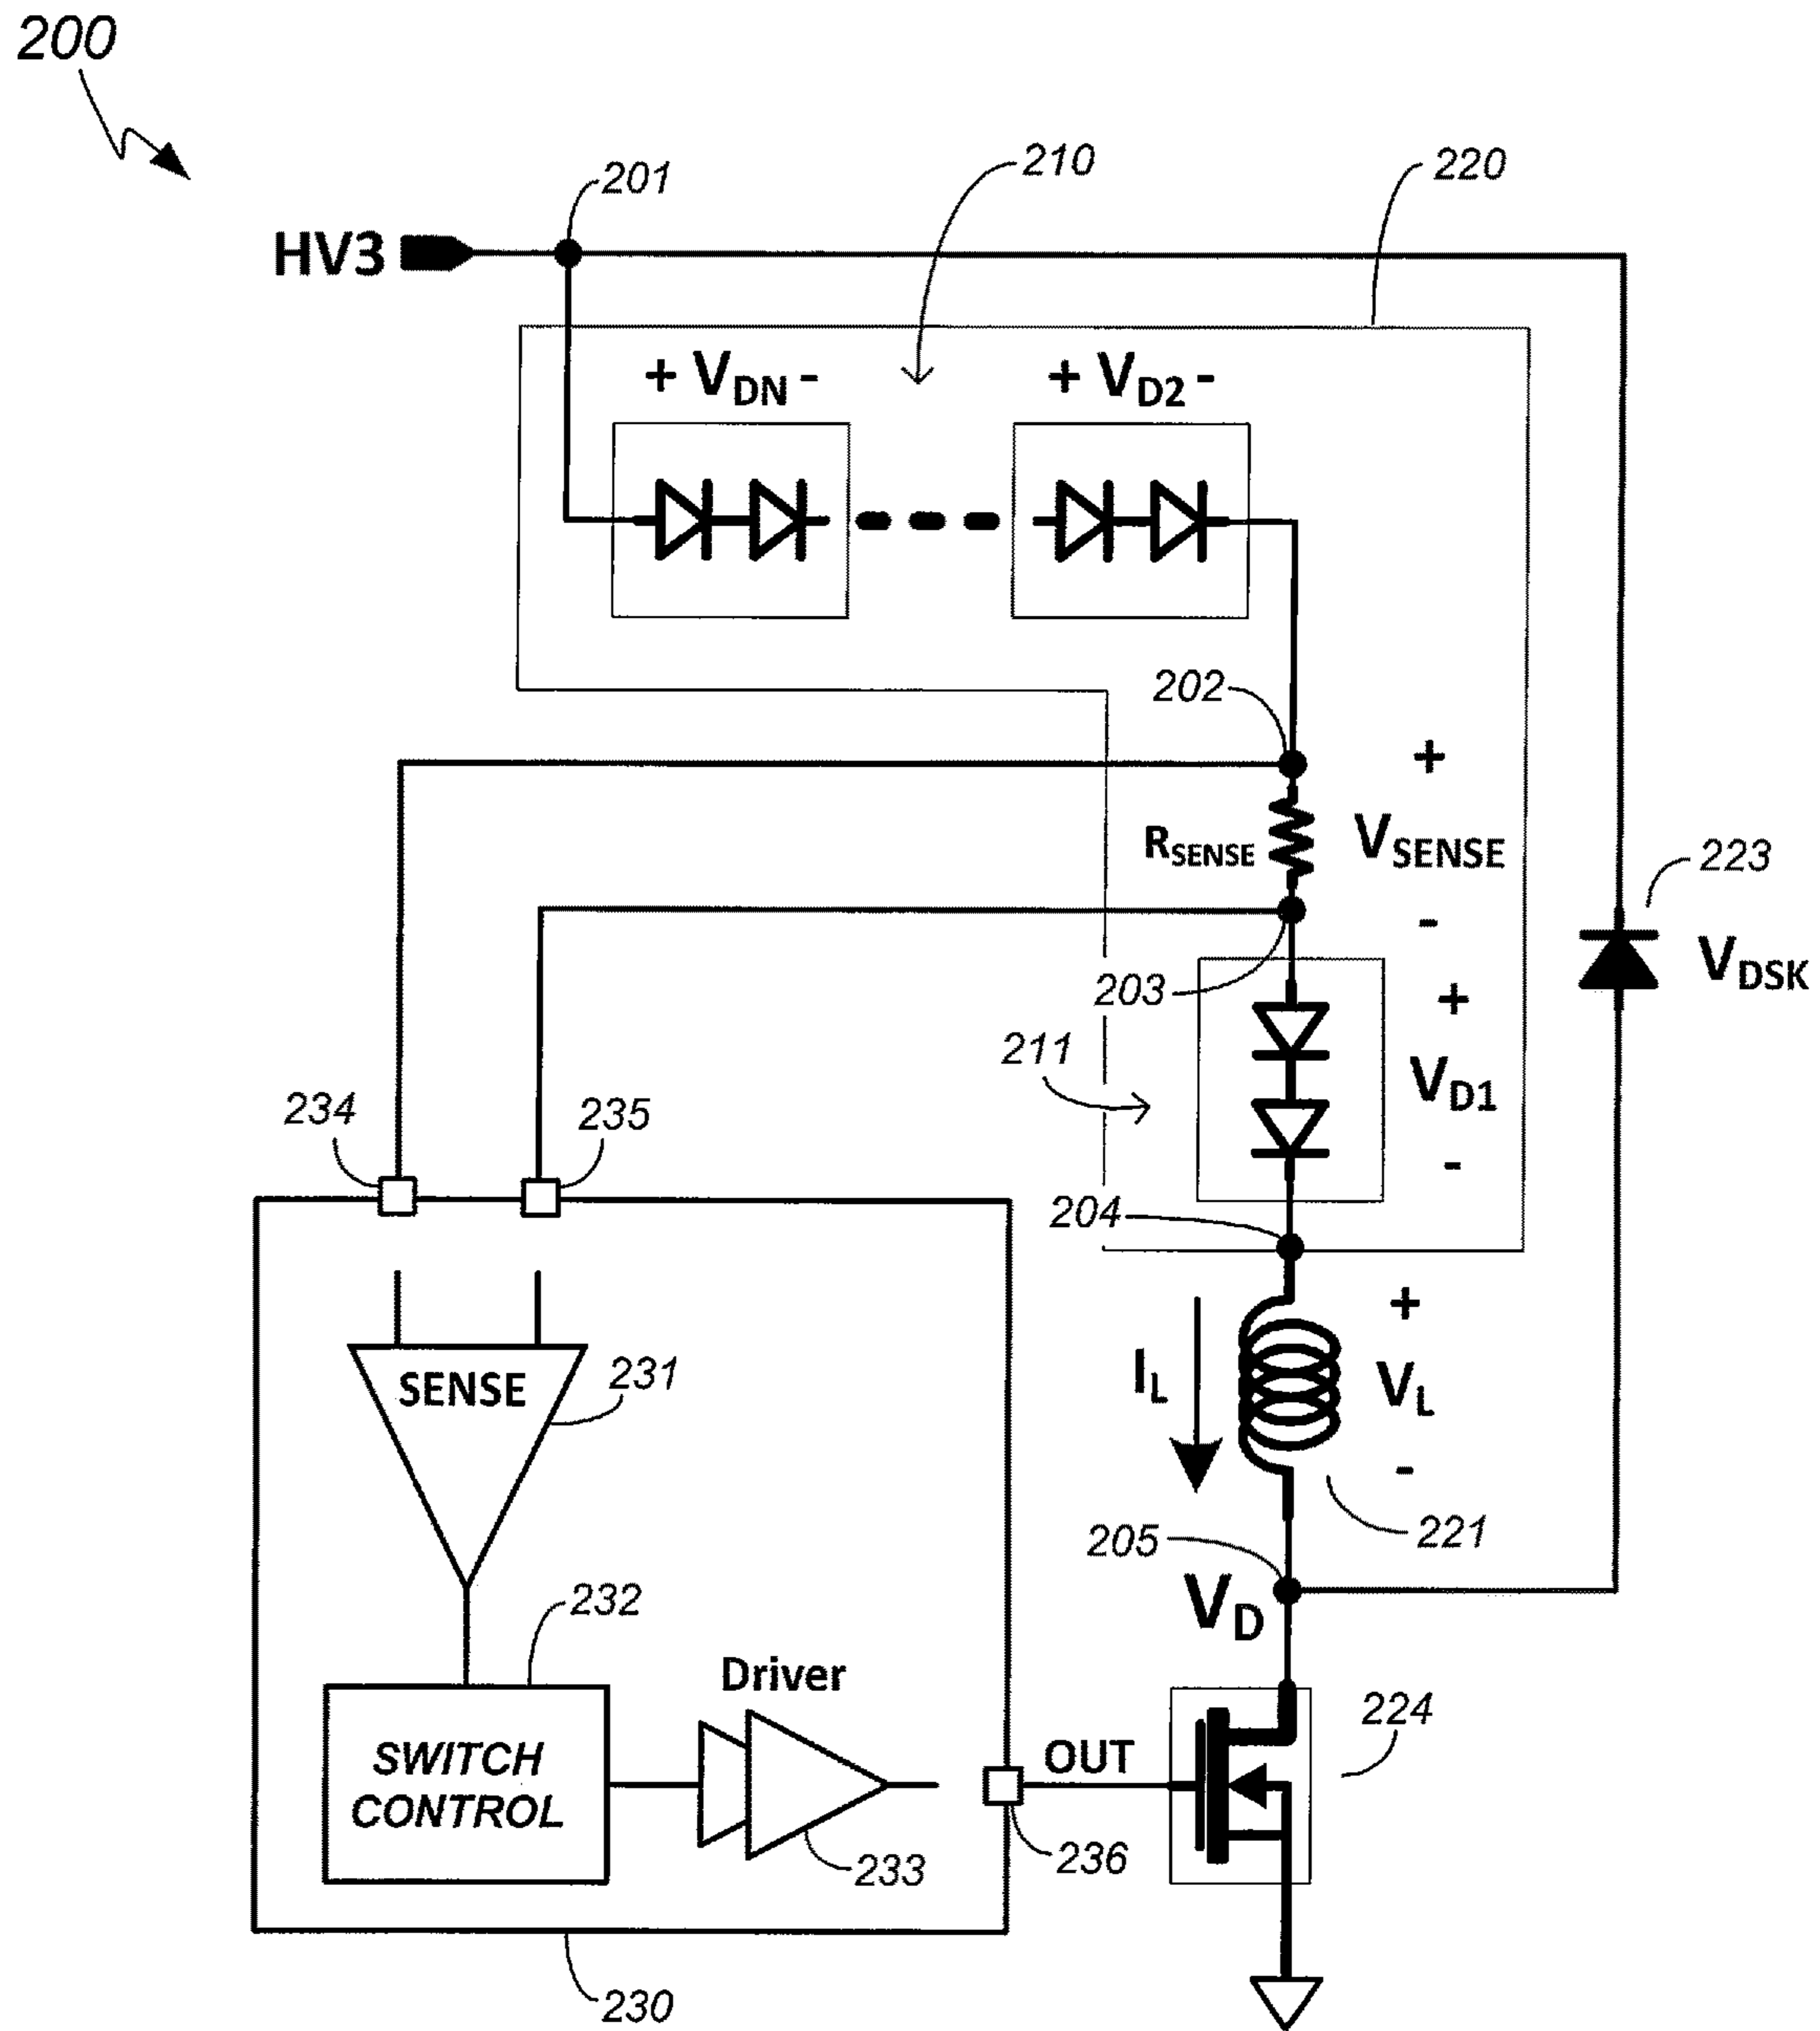 200
201
210
220
HV3
+ VDN -
+ VD2 -
202
+
RSENSE
VSENSE
223
-
VDSK
203
+
211
VD1
234
235
-
204
+
SENSE
231
IL
VL
-
221
205
232
VD
Driver
224
SWITCH
CONTROL
OUT
233
236
230